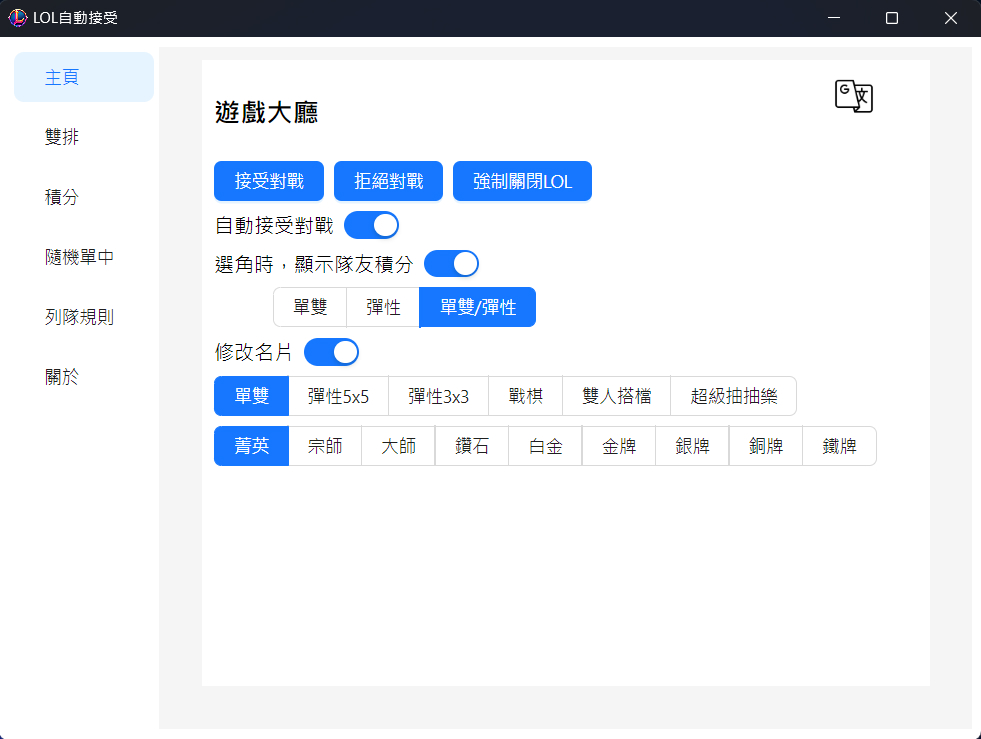 LOL自動接受
主頁
雙排
積分
隨機單中
列隊規則
關於
遊戲大廳
G 文
接受對戰 拒絕對戰 強制關閉LOL
自動接受對戰
選角時，顯示隊友積分
單雙 彈性 單雙/彈性
修改名片
單雙 彈性5x5 彈性3x3 戰棋 雙人搭檔 超級抽抽樂
菁英 宗師 大師 鑽石 白金 金牌 銀牌 銅牌 鐵牌